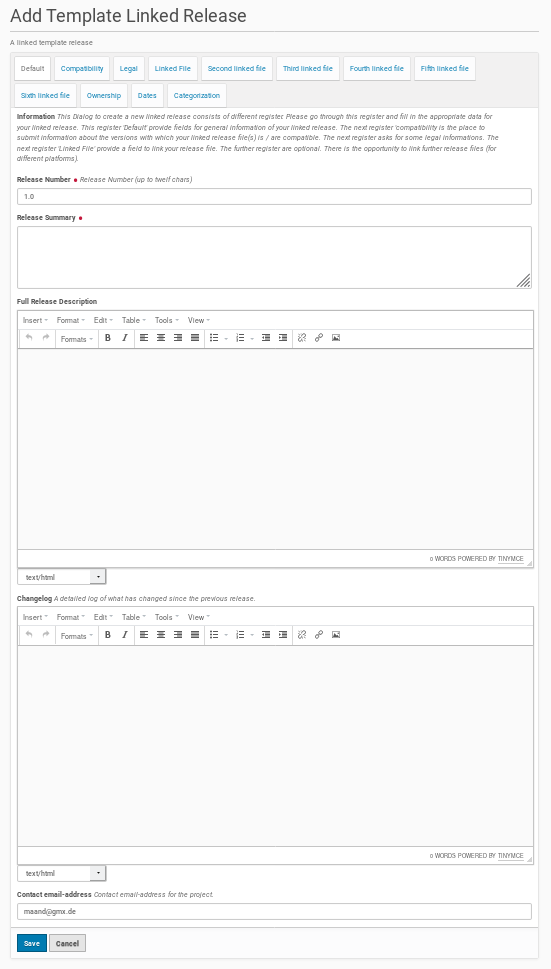 Add Template Linked Release
A linked template release
Default Compatibility Legal Linked File Second linked file Third linked file Fourth linked file Fifth linked file
Sixth linked file Ownership Dates Categorization
Information This Dialog to create a new linked release consists of different register. Please go through this register and fill in the appropriate data for
your linked release. This register 'Default' provide fields for general information of your linked release. The next register 'compatibility is the place to
submit information about the versions with which your linked release file(s) is / are compatible. The next register asks for some legal informations. The
next register 'Linked File' provide a field to link your release file. The further register are optional. There is the opportunity to link further release files (for
different platforms).
Release Number Release Number (up to twelf chars)
1.0
Release Summary
Full Release Description
Insert Format Edit Table Tools View
Formats B I
0 WORDS POWERED BY TINYMCE
text/html
Changelog A detailed log of what has changed since the previous release.
Insert Format Edit Table Tools View
Formats B I
0 WORDS POWERED BY TINYMCE
text/html
Contact email-address Contact email-address for the project.
maand@gmx.de
Save Cancel